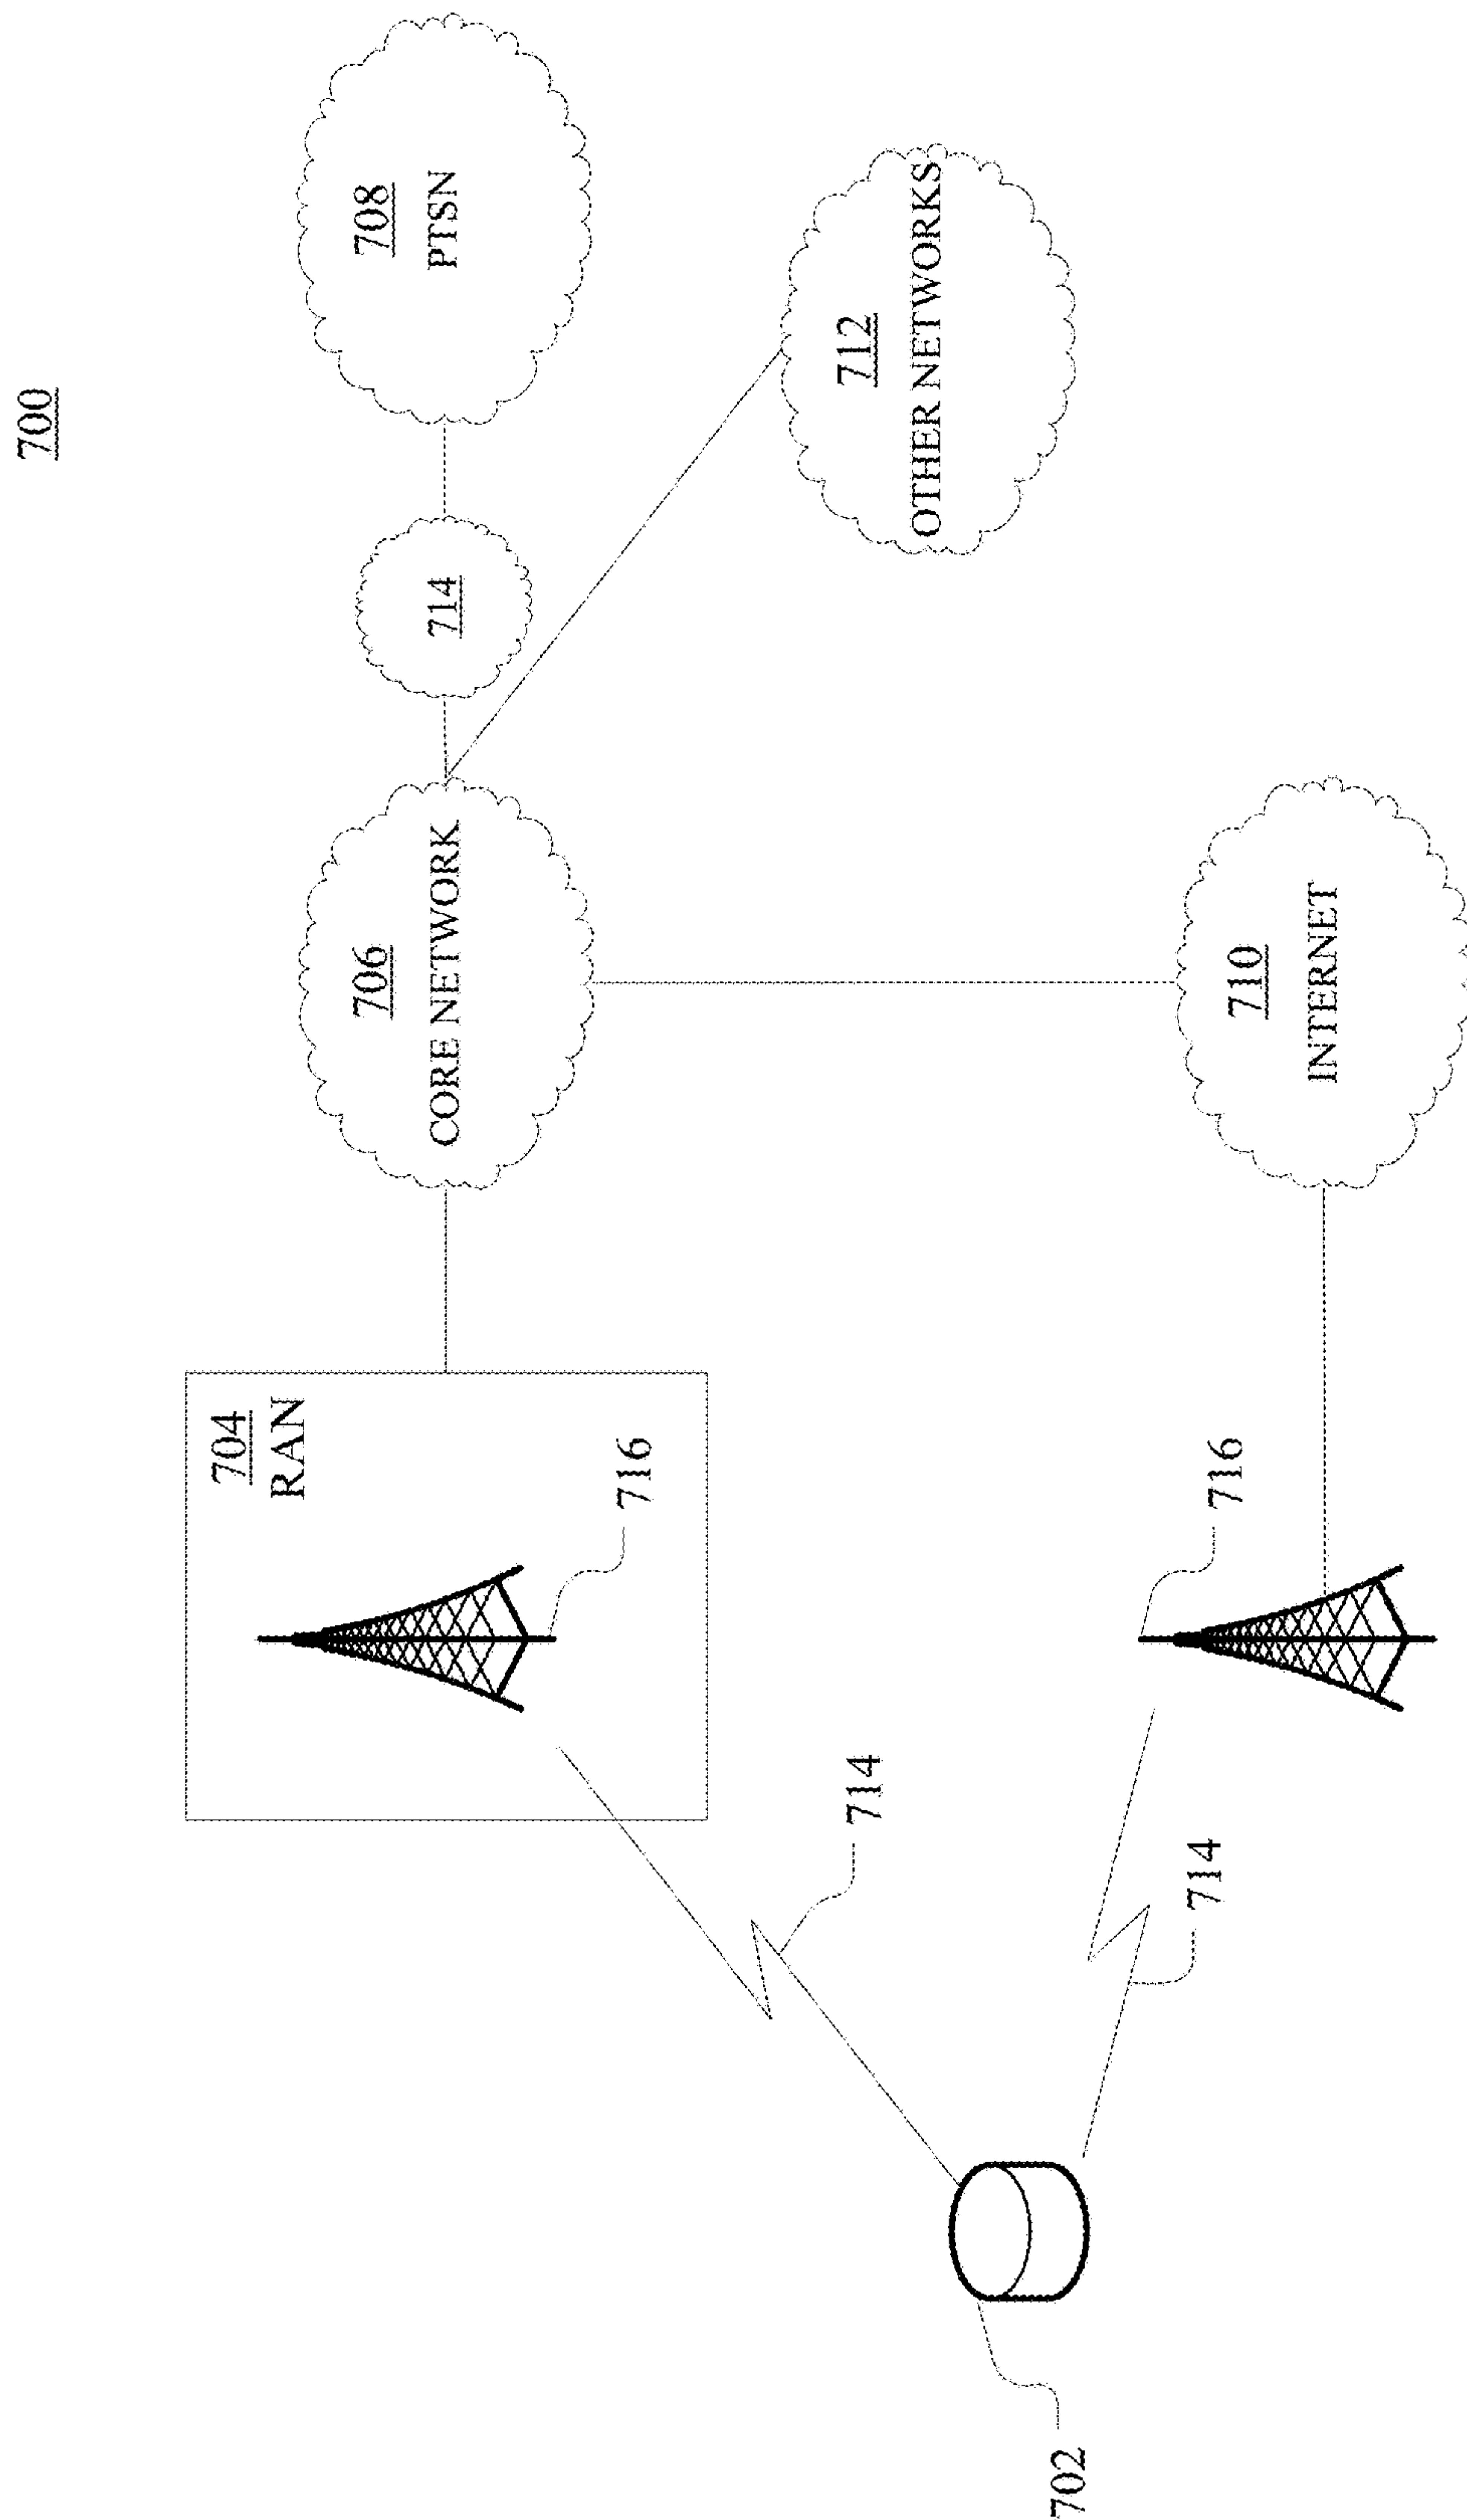 700
704
RAN
716
706
CORE NETWORK
714
708
PTSN
712
OTHER NETWORKS
714
702
714
716
710
INTERNET